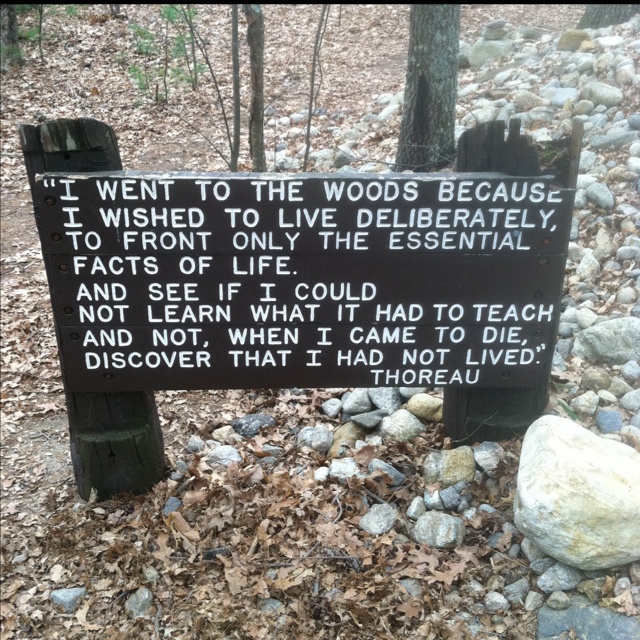 "I WENT TO THE WOODS BECAUSE
I WISHED TO LIVE DELIBERATELY,
TO FRONT ONLY THE ESSENTIAL
FACTS OF LIFE.
AND SEE IF I COULD
NOT LEARN WHAT IT HAD TO TEACH
AND NOT, WHEN I CAME TO DIE,
DISCOVER THAT I HAD NOT LIVED."
THOREAU